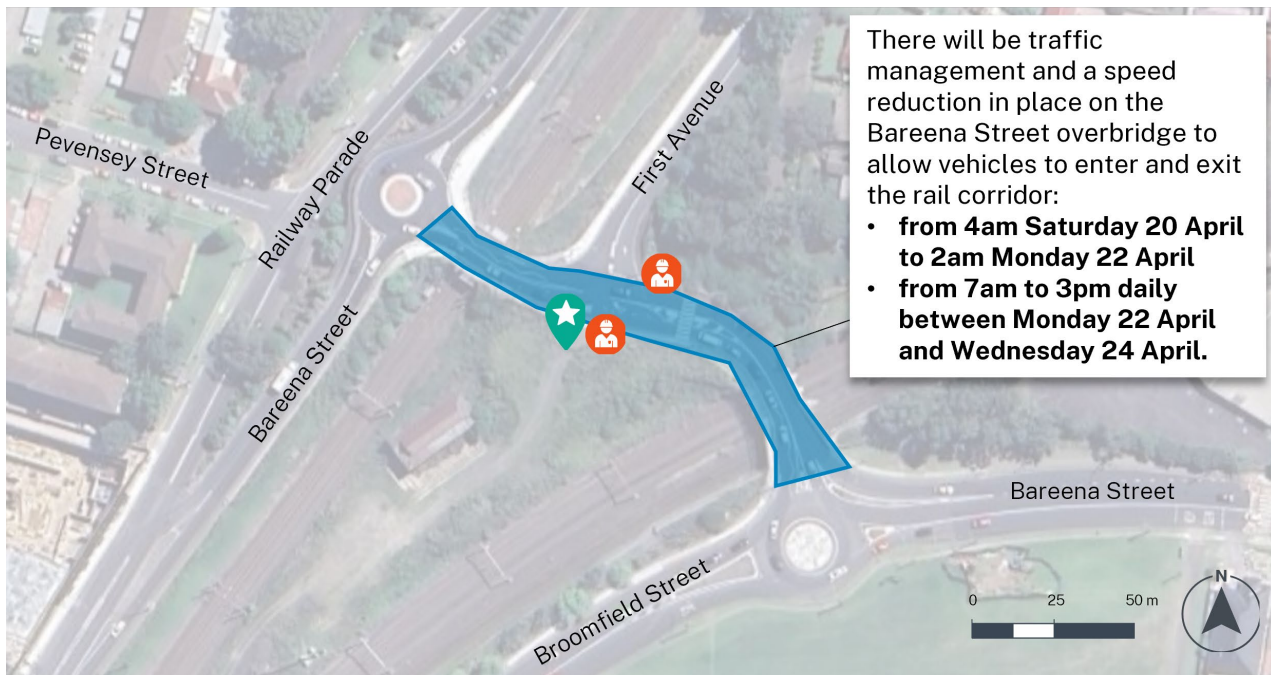 There will be traffic
management and a speed
reduction in place on the
Bareena Street overbridge to
allow vehicles to enter and exit
the rail corridor:
• from 4am Saturday 20 April
to 2am Monday 22 April
• from 7am to 3pm daily
between Monday 22 April
and Wednesday 24 April.
Pevensey Street
Railway Parade
First Avenue
Bareena Street
Bareena Street
Broomfield Street
0 25 50 m
N